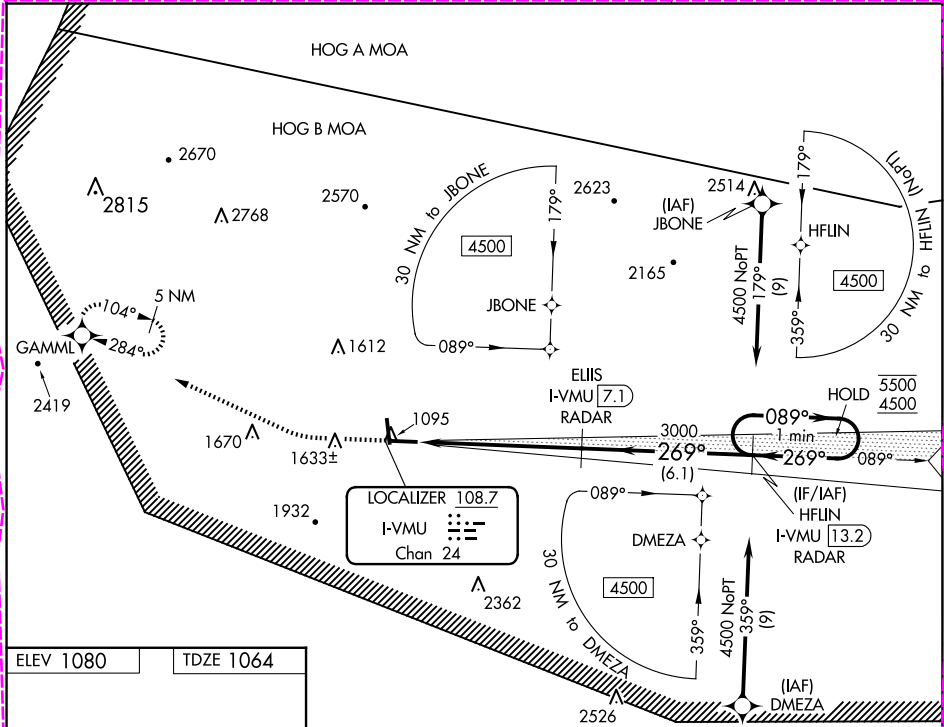 HOG A MOA
HOG B MOA
2670
2815
2768
2570
2623
2514
(IAF)
JBONE
30 NM to JBONE
4500
179°
JBONE
089°
2165
4500 NoPT
179°
(9)
179°
HFLIN
30 NM to HFLIN
(NoPT)
4500
359°
104°
5 NM
284°
GAMML
2419
1612
1670
1633±
1095
ELIIS
I-VMU 7.1
RADAR
3000
269°
(6.1)
089°
1 min
269°
HOLD
5500
4500
089°
(IF/IAF)
HFLIN
I-VMU 13.2
RADAR
LOCALIZER 108.7
I-VMU
Chan 24
1932
2362
089°
DMEZA
30 NM to DMEZA
4500
359°
4500 NoPT
359°
(9)
(IAF)
DMEZA
2526
ELEV 1080
TDZE 1064